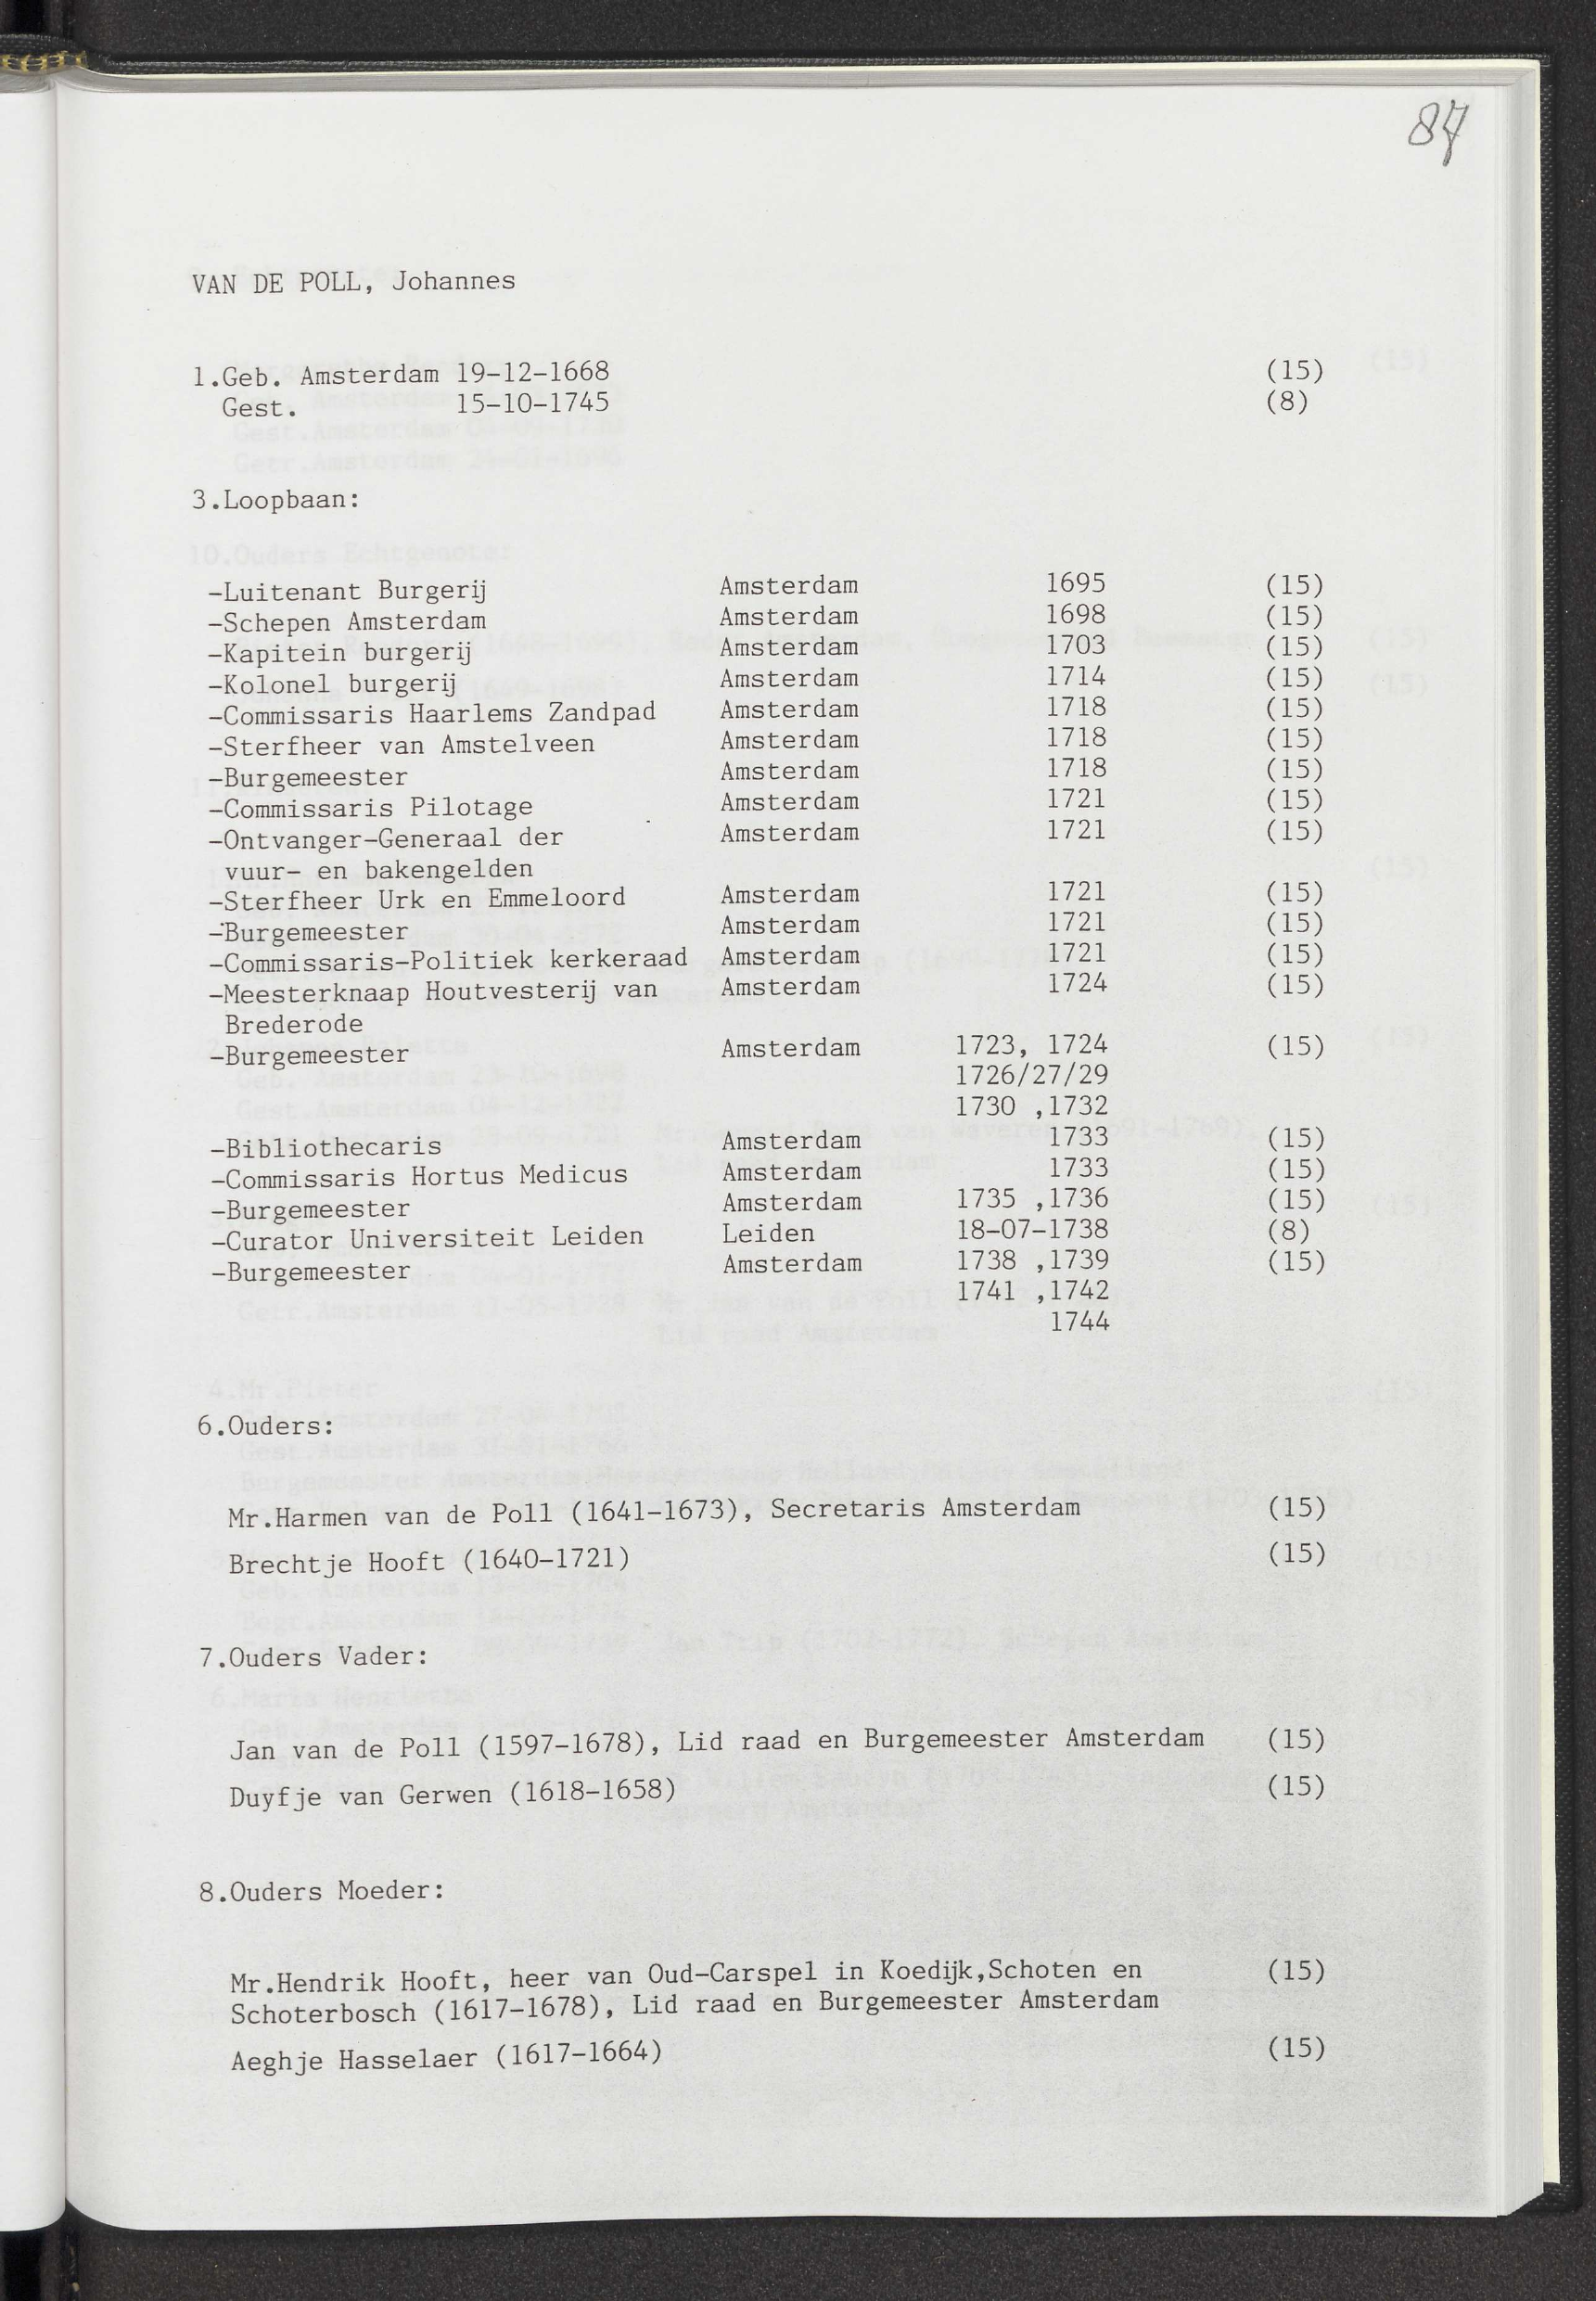 87
VAN DE POLL, Johannes
1.Geb. Amsterdam 19-12-1668 (15)
Gest. 15-10-1745 (8)
3.Loopbaan:
-Luitenant Burgerij Amsterdam 1695 (15)
-Schepen Amsterdam Amsterdam 1698 (15)
-Kapitein burgerij Amsterdam 1703 (15)
-Kolonel burgerij Amsterdam 1714 (15)
-Commissaris Haarlems Zandpad Amsterdam 1718 (15)
-Sterfheer van Amstelveen Amsterdam 1718 (15)
-Burgemeester Amsterdam 1718 (15)
-Commissaris Pilotage Amsterdam 1721 (15)
-Ontvanger-Generaal der Amsterdam 1721 (15)
vuur- en bakengelden
-Sterfheer Urk en Emmeloord Amsterdam 1721 (15)
-Burgemeester Amsterdam 1721 (15)
-Commissaris-Politiek kerkeraad Amsterdam 1721 (15)
-Meesterknaap Houtvesterij van Amsterdam 1724 (15)
Brederode
-Burgemeester Amsterdam 1723, 1724 (15)
1726/27/29
1730 ,1732
-Bibliothecaris Amsterdam 1733 (15)
-Commissaris Hortus Medicus Amsterdam 1733 (15)
-Burgemeester Amsterdam 1735 ,1736 (15)
-Curator Universiteit Leiden Leiden 18-07-1738 (8)
-Burgemeester Amsterdam 1738 ,1739 (15)
1741 ,1742
1744
6.Ouders:
Mr.Harmen van de Poll (1641-1673), Secretaris Amsterdam (15)
Brechtje Hooft (1640-1721) (15)
7.Ouders Vader:
Jan van de Poll (1597-1678), Lid raad en Burgemeester Amsterdam (15)
Duyfje van Gerwen (1618-1658) (15)
8.Ouders Moeder:
Mr.Hendrik Hooft, heer van Oud-Carspel in Koedijk,Schoten en (15)
Schoterbosch (1617-1678), Lid raad en Burgemeester Amsterdam
Aeghje Hasselaer (1617-1664) (15)